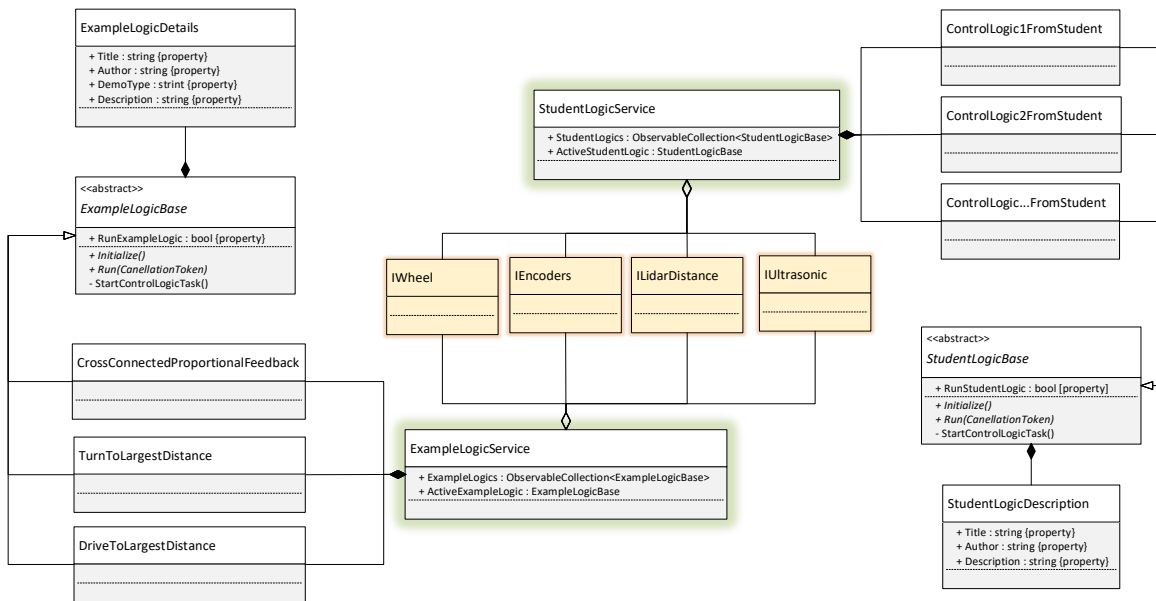 ExampleLogicDetails
+ Title : string {property}
+ Author : string {property}
+ DemoType : strint {property}
+ Description : string {property}
<<abstract>>
ExampleLogicBase
+ RunExampleLogic : bool {property}
+ Initialize()
+ Run(CanellationToken)
- StartControlLogicTask()
CrossConnectedProportionalFeedback
TurnToLargestDistance
DriveToLargestDistance
StudentLogicService
+ StudentLogics : ObservableCollection<StudentLogicBase>
+ ActiveStudentLogic : StudentLogicBase
IWheel
IEncoders
ILidarDistance
IUltrasonic
ExampleLogicService
+ ExampleLogics : ObservableCollection<ExampleLogicBase>
+ ActiveExampleLogic : ExampleLogicBase
ControlLogic1FromStudent
ControlLogic2FromStudent
ControlLogic...FromStudent
<<abstract>>
StudentLogicBase
+ RunStudentLogic : bool [property]
+ Initialize()
+ Run(CanellationToken)
- StartControlLogicTask()
StudentLogicDescription
+ Title : string {property}
+ Author : string {property}
+ Description : string {property}